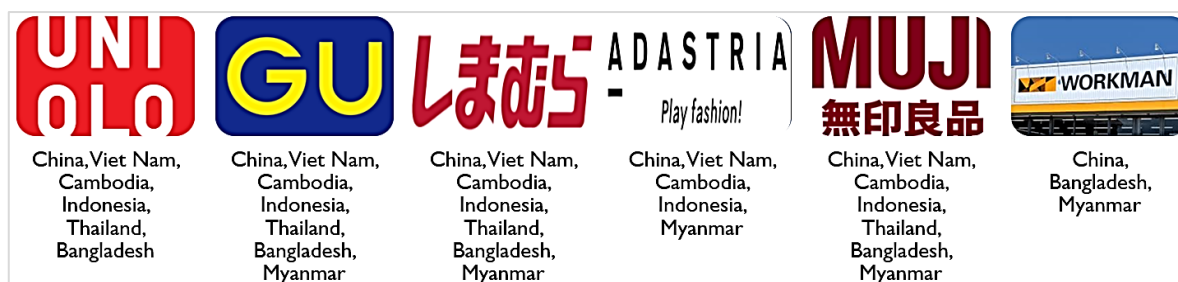 UNI
QLO
China, Viet Nam,
Cambodia,
Indonesia,
Thailand,
Bangladesh
GU
China, Viet Nam,
Cambodia,
Indonesia,
Thailand,
Bangladesh,
Myanmar
しまむら
China, Viet Nam,
Cambodia,
Indonesia,
Thailand,
Bangladesh,
Myanmar
ADASTRIA
Play fashion!
China, Viet Nam,
Cambodia,
Indonesia,
Myanmar
MUJI
無印良品
China, Viet Nam,
Cambodia,
Indonesia,
Thailand,
Bangladesh,
Myanmar
WORKMAN
China,
Bangladesh,
Myanmar